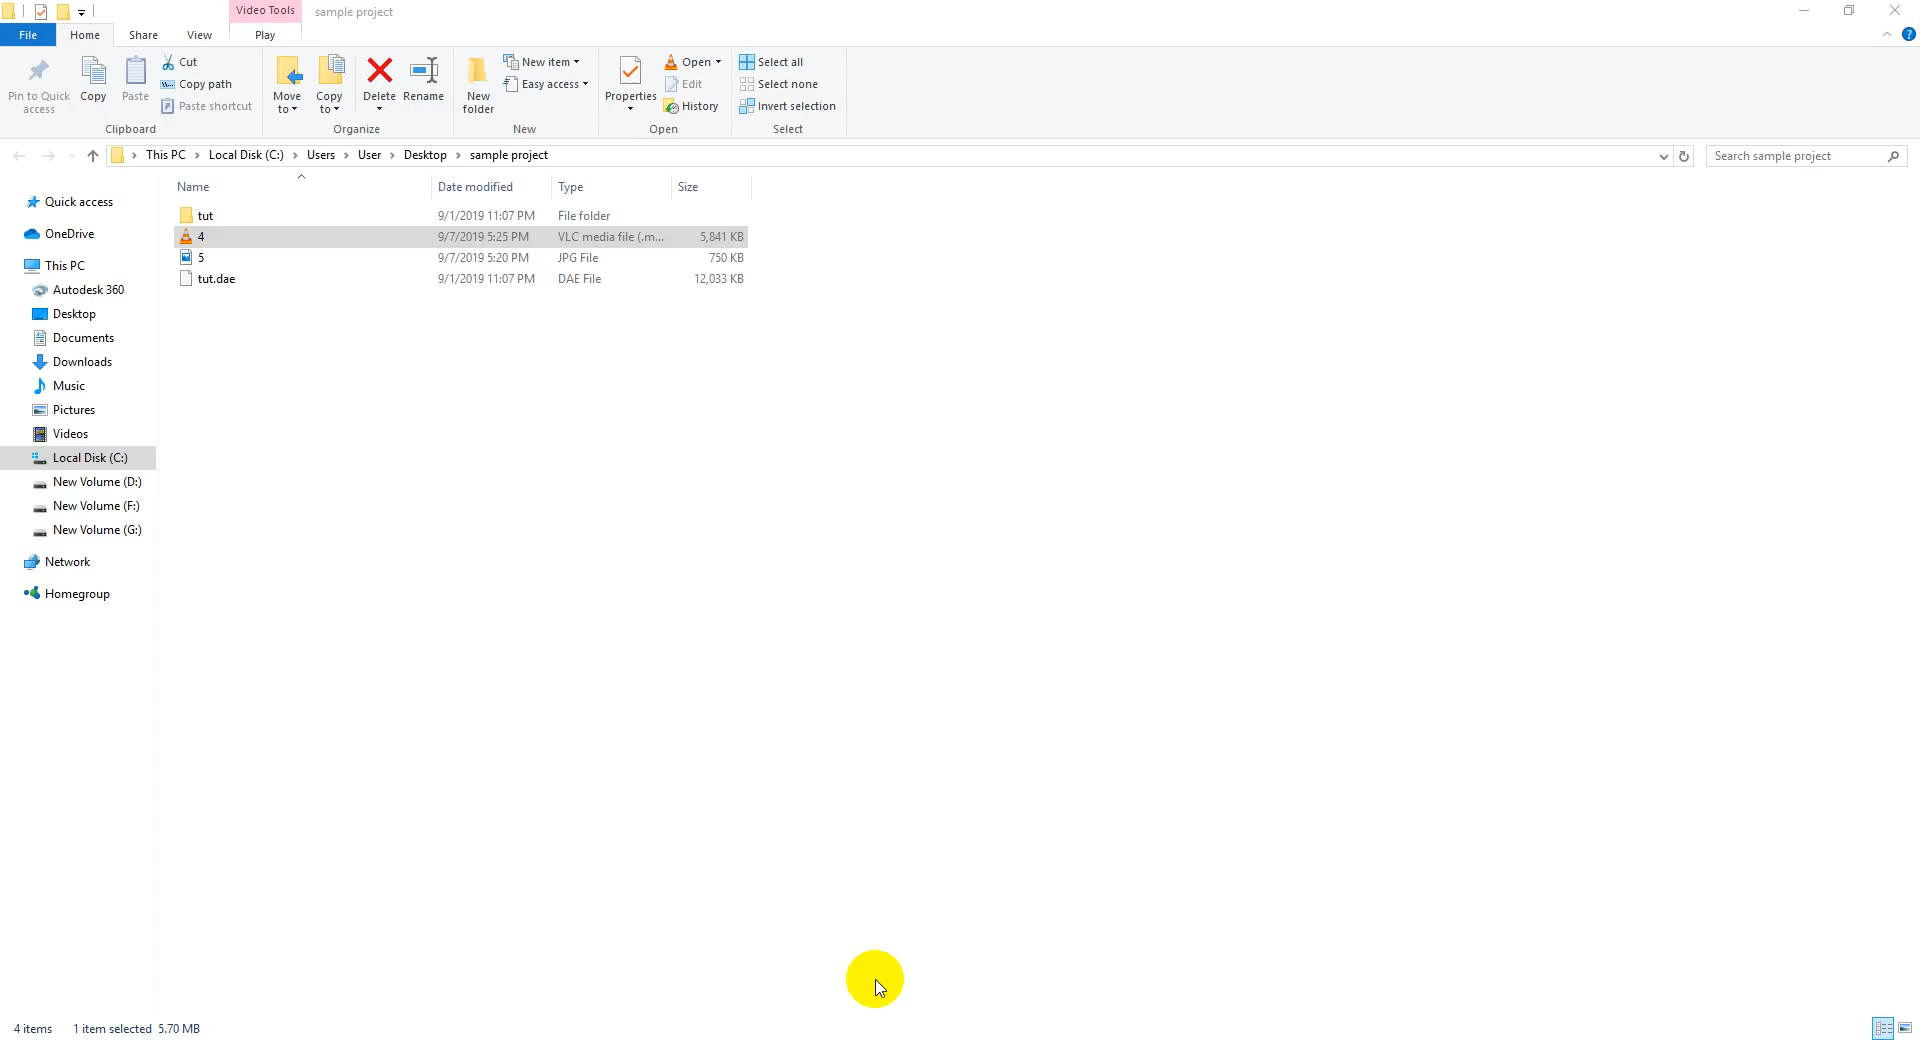 Video Tools
sample project
File
Home
Share
View
Play
Pin to Quick access
Copy
Paste
Cut
Copy path
Paste shortcut
Clipboard
Move to
Copy to
Delete
Rename
Organize
New folder
New item
Easy access
New
Properties
Open
Edit
History
Open
Select all
Select none
Invert selection
Select
This PC
Local Disk (C:)
Users
User
Desktop
sample project
Search sample project
Name
Date modified
Type
Size
tut 9/1/2019 11:07 PM File folder
4 9/7/2019 5:25 PM VLC media file (.m... 5,841 KB
5 9/7/2019 5:20 PM JPG File 750 KB
tut.dae 9/1/2019 11:07 PM DAE File 12,033 KB
Quick access
OneDrive
This PC
Autodesk 360
Desktop
Documents
Downloads
Music
Pictures
Videos
Local Disk (C:)
New Volume (D:)
New Volume (F:)
New Volume (G:)
Network
Homegroup
4 items 1 item selected 5.70 MB